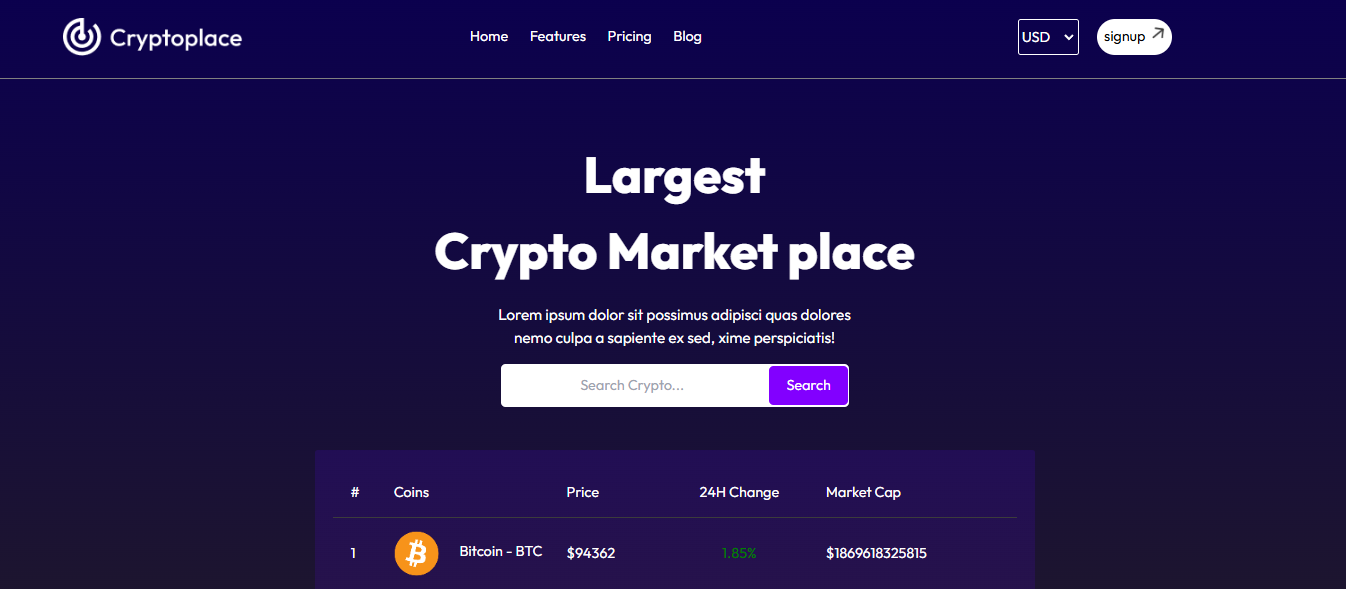 Cryptoplace
Home Features Pricing Blog
USD
signup
Largest
Crypto Market place
Lorem ipsum dolor sit possimus adipisci quas dolores
nemo culpa a sapiente ex sed, xime perspiciatis!
Search Crypto... Search
# Coins Price 24H Change Market Cap
1 Bitcoin - BTC $94362 1.85% $1869618325815